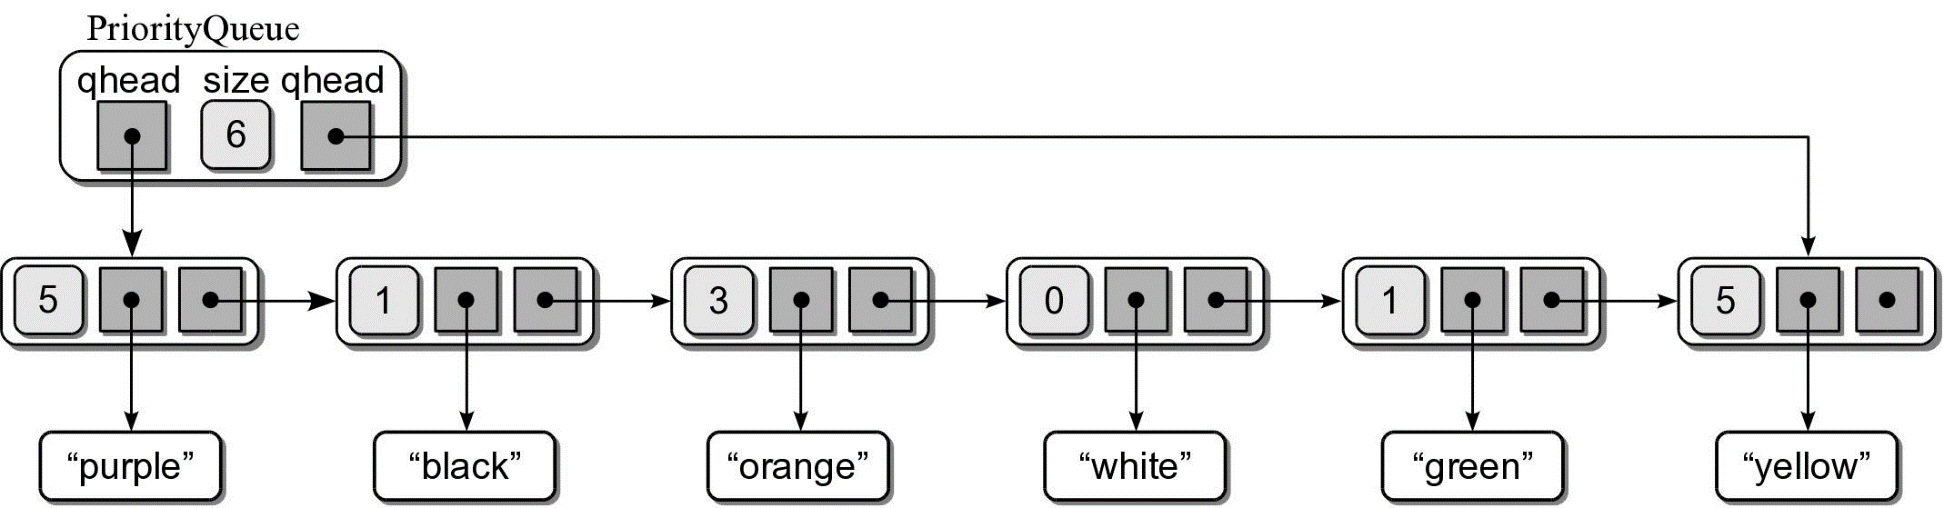 PriorityQueue
qhead size qhead
6
5 1 3 0 1 5
“purple” “black” “orange” “white” “green” “yellow”